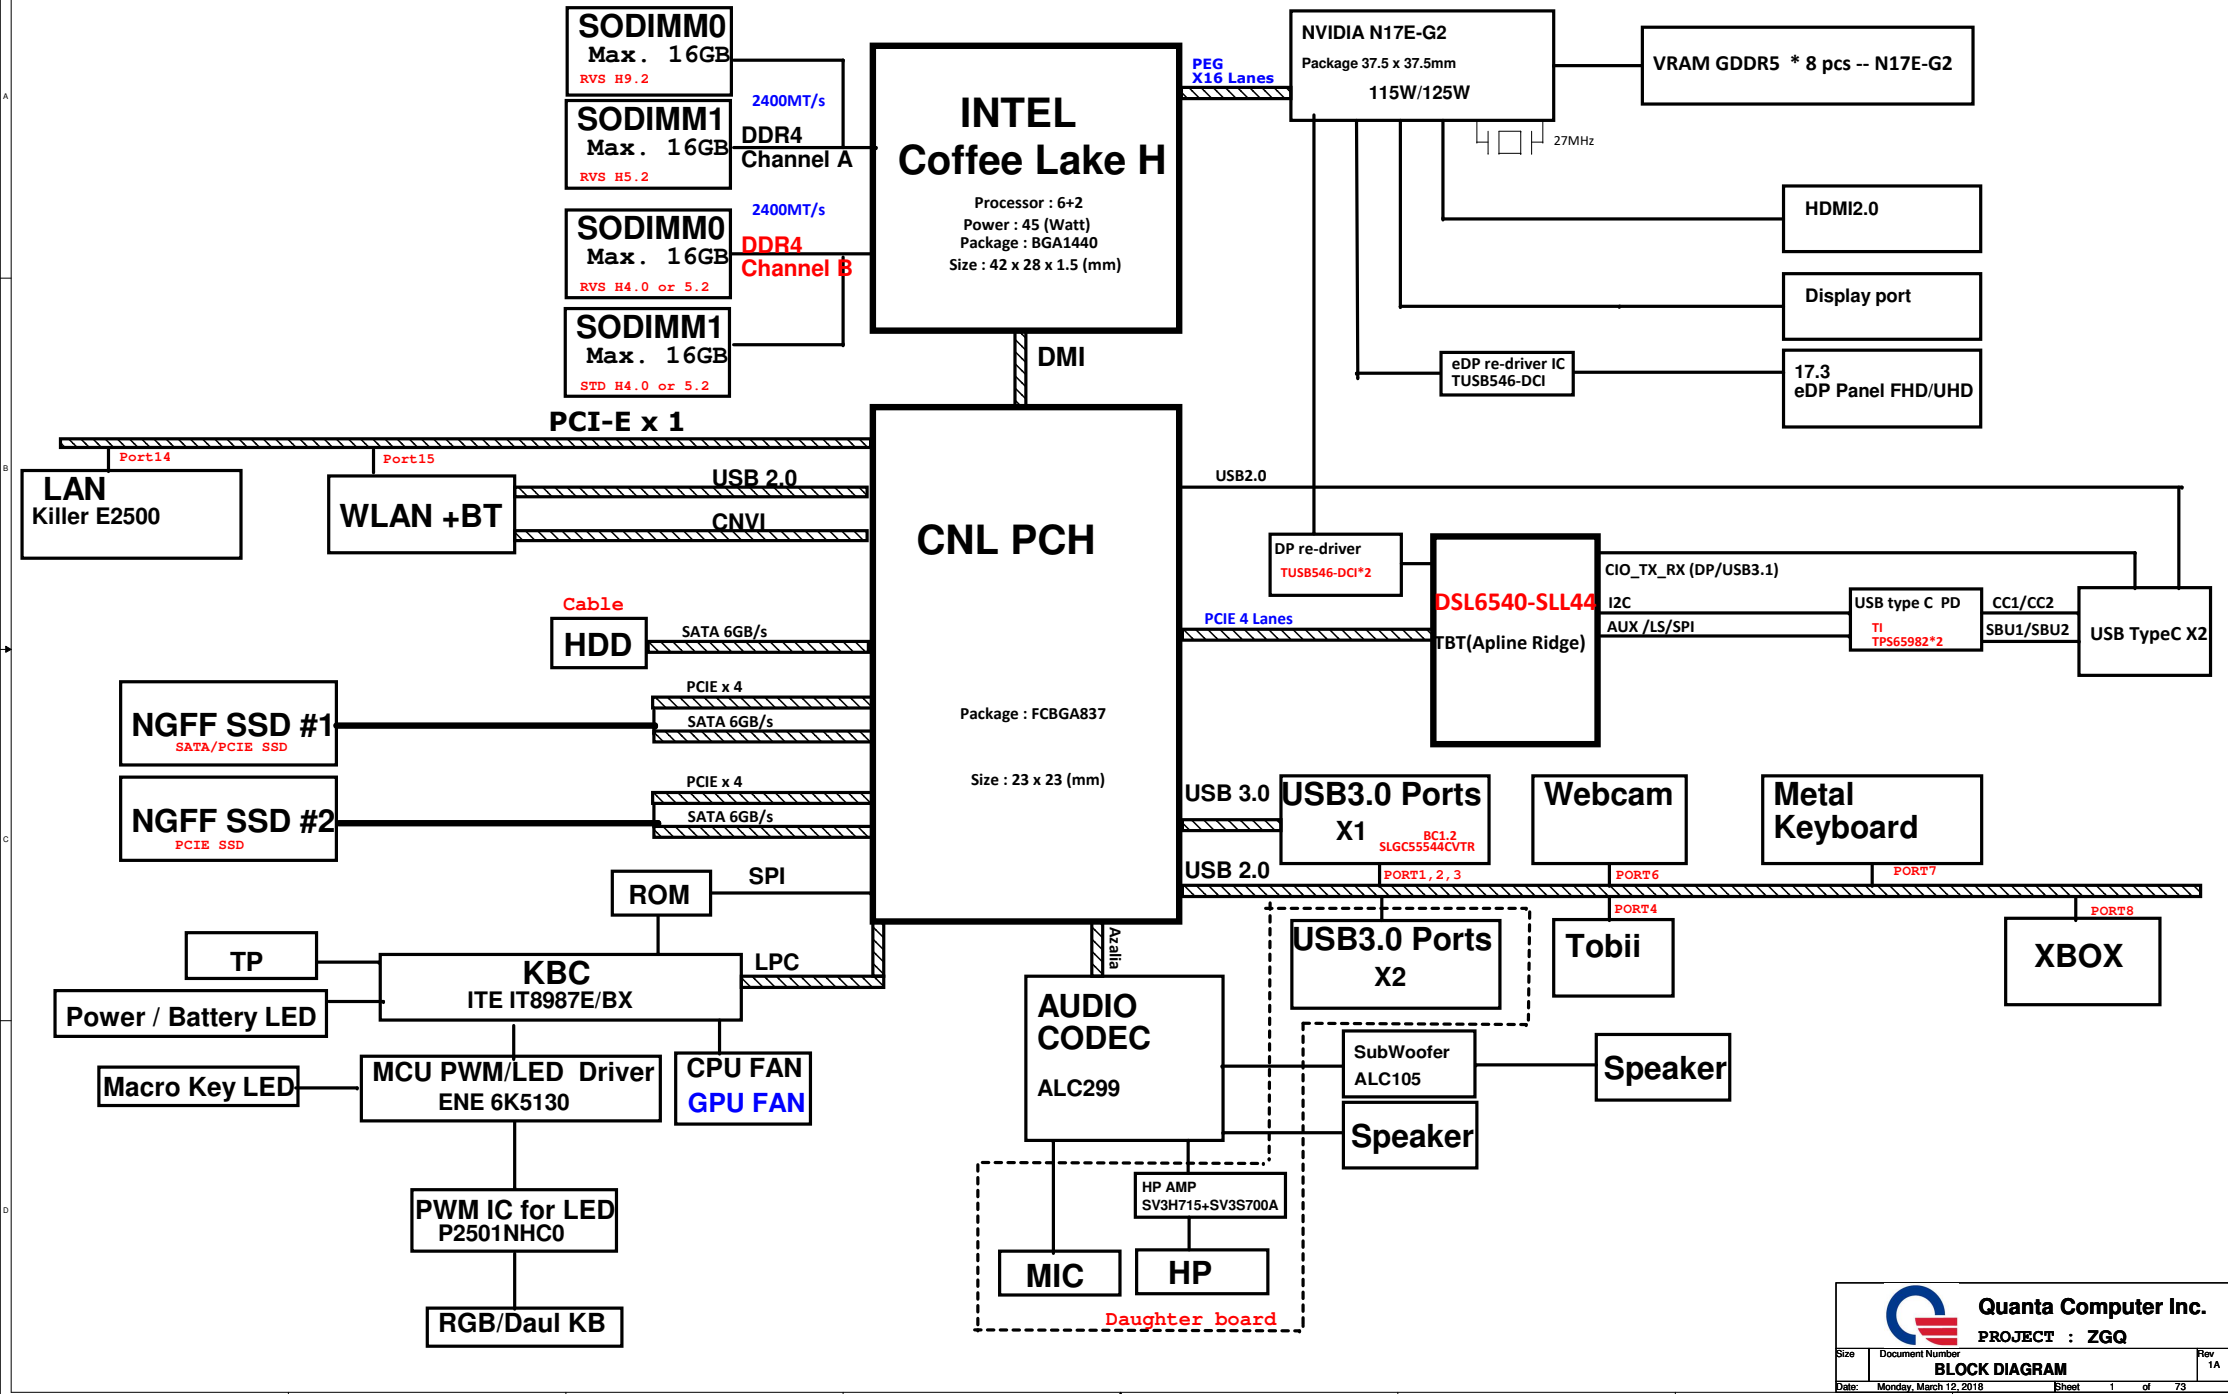 SODIMM0
Max. 16GB
RVS H9.2
SODIMM1
Max. 16GB
RVS H5.2
2400MT/s
DDR4
Channel A
SODIMM0
Max. 16GB
RVS H4.0 or 5.2
2400MT/s
DDR4
Channel B
SODIMM1
Max. 16GB
STD H4.0 or 5.2
INTEL
Coffee Lake H
Processor : 6+2
Power : 45 (Watt)
Package : BGA1440
Size : 42 x 28 x 1.5 (mm)
PEG
X16 Lanes
NVIDIA N17E-G2
Package 37.5 x 37.5mm
115W/125W
27MHz
VRAM GDDR5 * 8 pcs -- N17E-G2
HDMI2.0
Display port
eDP re-driver IC
TUSB546-DCI
17.3
eDP Panel FHD/UHD
DMI
PCI-E x 1
Port14
Port15
LAN
Killer E2500
WLAN +BT
USB 2.0
CNVI
CNL PCH
Package : FCBGA837
Size : 23 x 23 (mm)
USB2.0
DP re-driver
TUSB546-DCI*2
PCIE 4 Lanes
DSL6540-SLL44
TBT(Apline Ridge)
CIO_TX_RX (DP/USB3.1)
I2C
AUX /LS/SPI
USB type C PD
TI
TPS65982*2
CC1/CC2
SBU1/SBU2
USB TypeC X2
Cable
HDD
SATA 6GB/s
NGFF SSD #1
SATA/PCIE SSD
PCIE x 4
SATA 6GB/s
NGFF SSD #2
PCIE SSD
PCIE x 4
SATA 6GB/s
USB 3.0
USB3.0 Ports
X1
BC1.2
SLGC55544CVTR
Webcam
Metal
Keyboard
USB 2.0
PORT1,2,3
PORT6
PORT7
PORT4
PORT8
USB3.0 Ports
X2
Tobii
XBOX
ROM
SPI
TP
KBC
ITE IT8987E/BX
LPC
Power / Battery LED
Macro Key LED
MCU PWM/LED Driver
ENE 6K5130
CPU FAN
GPU FAN
PWM IC for LED
P2501NHC0
RGB/Daul KB
Azalia
AUDIO
CODEC
ALC299
SubWoofer
ALC105
Speaker
Speaker
HP AMP
SV3H715+SV3S700A
MIC
HP
Daughter board
Quanta Computer Inc.
PROJECT : ZGQ
Size
Document Number
Rev
BLOCK DIAGRAM
1A
Date: Monday, March 12, 2018
Sheet 1 of 73
A
B
C
D